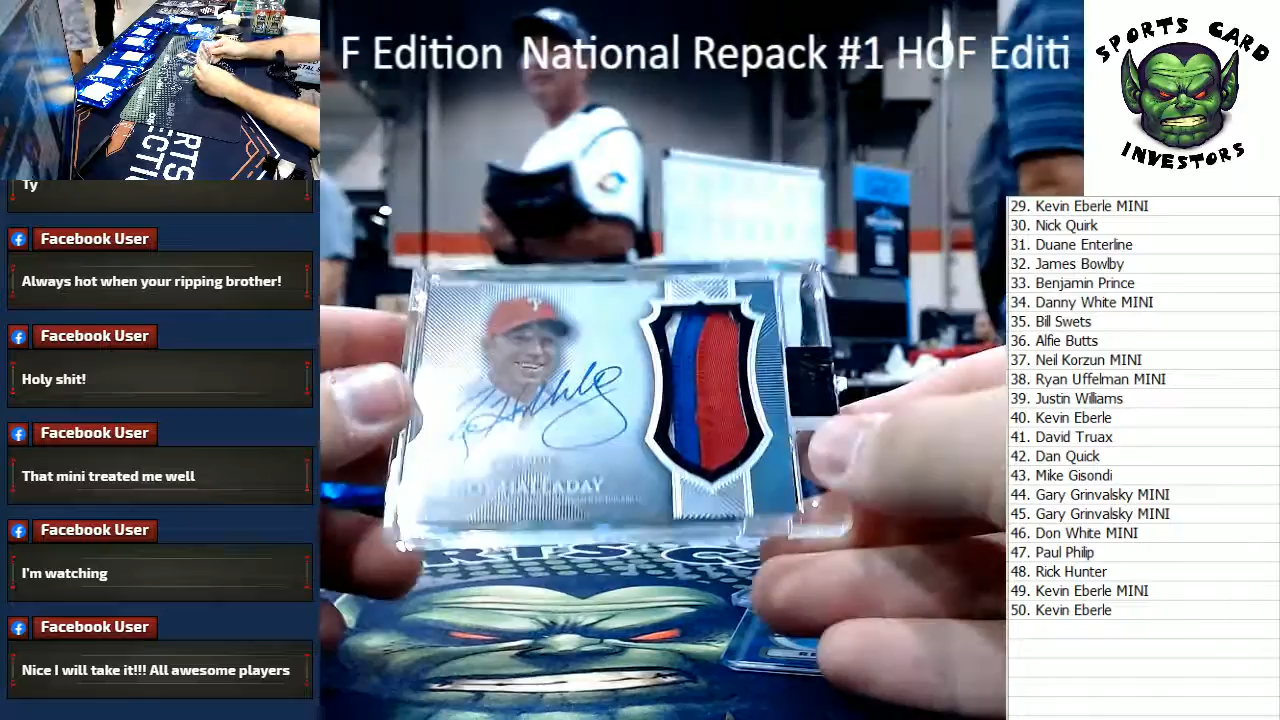 F Edition National Repack #1 HOF Editi
SPORTS CARD
INVESTORS
Ty
Facebook User
Always hot when your ripping brother!
Facebook User
Holy shit!
Facebook User
That mini treated me well
Facebook User
I'm watching
Facebook User
Nice I will take it!!! All awesome players
29. Kevin Eberle MINI
30. Nick Quirk
31. Duane Enterline
32. James Bowlby
33. Benjamin Prince
34. Danny White MINI
35. Bill Swets
36. Alfie Butts
37. Neil Korzun MINI
38. Ryan Uffelman MINI
39. Justin Williams
40. Kevin Eberle
41. David Truax
42. Dan Quick
43. Mike Gisondi
44. Gary Grinvalsky MINI
45. Gary Grinvalsky MINI
46. Don White MINI
47. Paul Philp
48. Rick Hunter
49. Kevin Eberle MINI
50. Kevin Eberle
HALLADAY
RTS